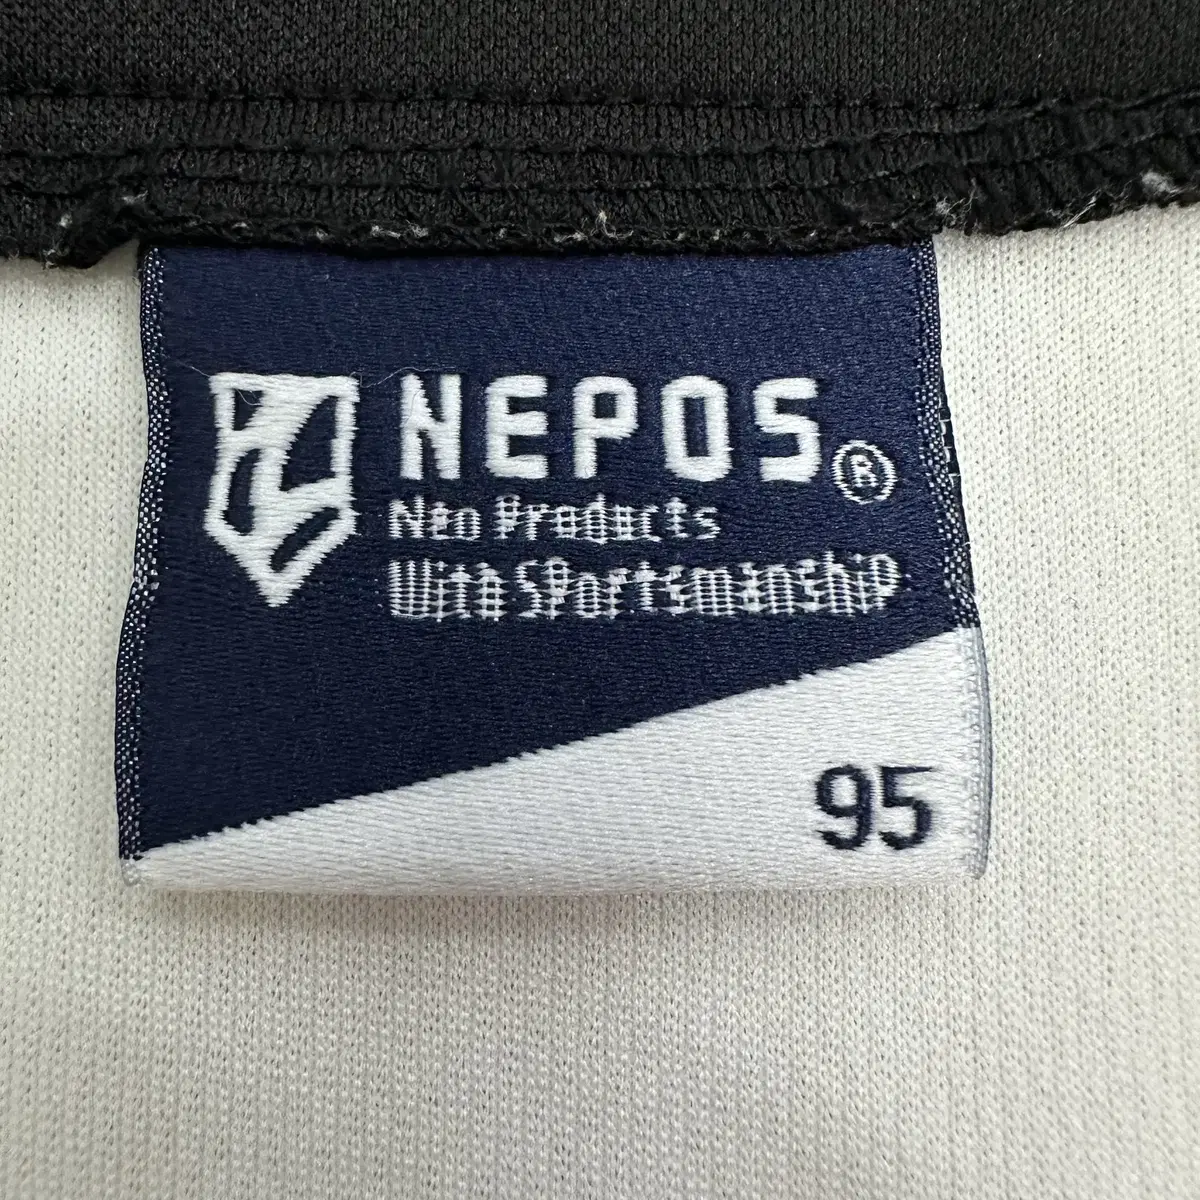 NEPOS®
Neo Products
With SPortsmanshiP
95